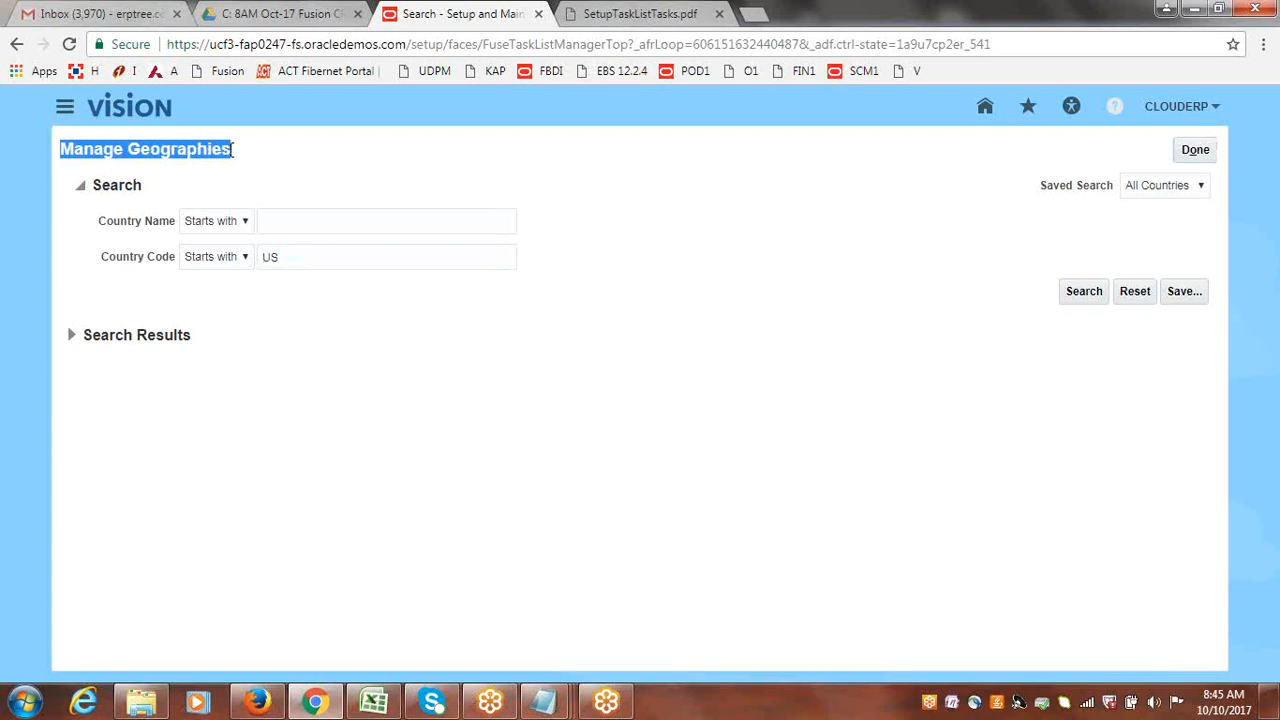 Inbox (3,970) - erptree.co
C: 8AM Oct-17 Fusion Cl
Search - Setup and Main
SetupTaskListTasks.pdf
Secure
https://ucf3-fap0247-fs.oracledemos.com/setup/faces/FuseTaskListManagerTop?_afrLoop=606151632440487&_adf.ctrl-state=1a9u7cp2er_541
Apps
H
I
A
Fusion
ACT Fibernet Portal |
UDPM
KAP
FBDI
EBS 12.2.4
POD1
O1
FIN1
SCM1
V
VISION
CLOUDERP
Manage Geographies
Done
Search
Saved Search All Countries
Country Name Starts with
Country Code Starts with US
Search Reset Save...
Search Results
8:45 AM
10/10/2017